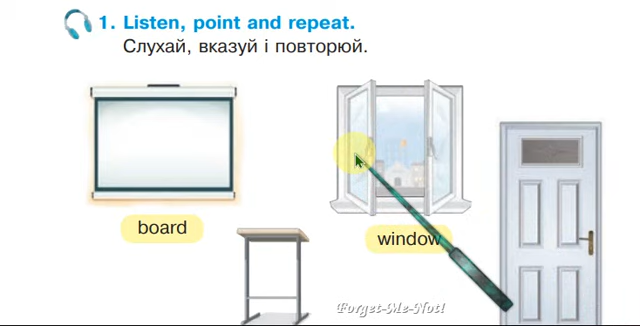 1. Listen, point and repeat.
Слухай, вказуй і повторюй.
board
window
Forget-Me-Not!